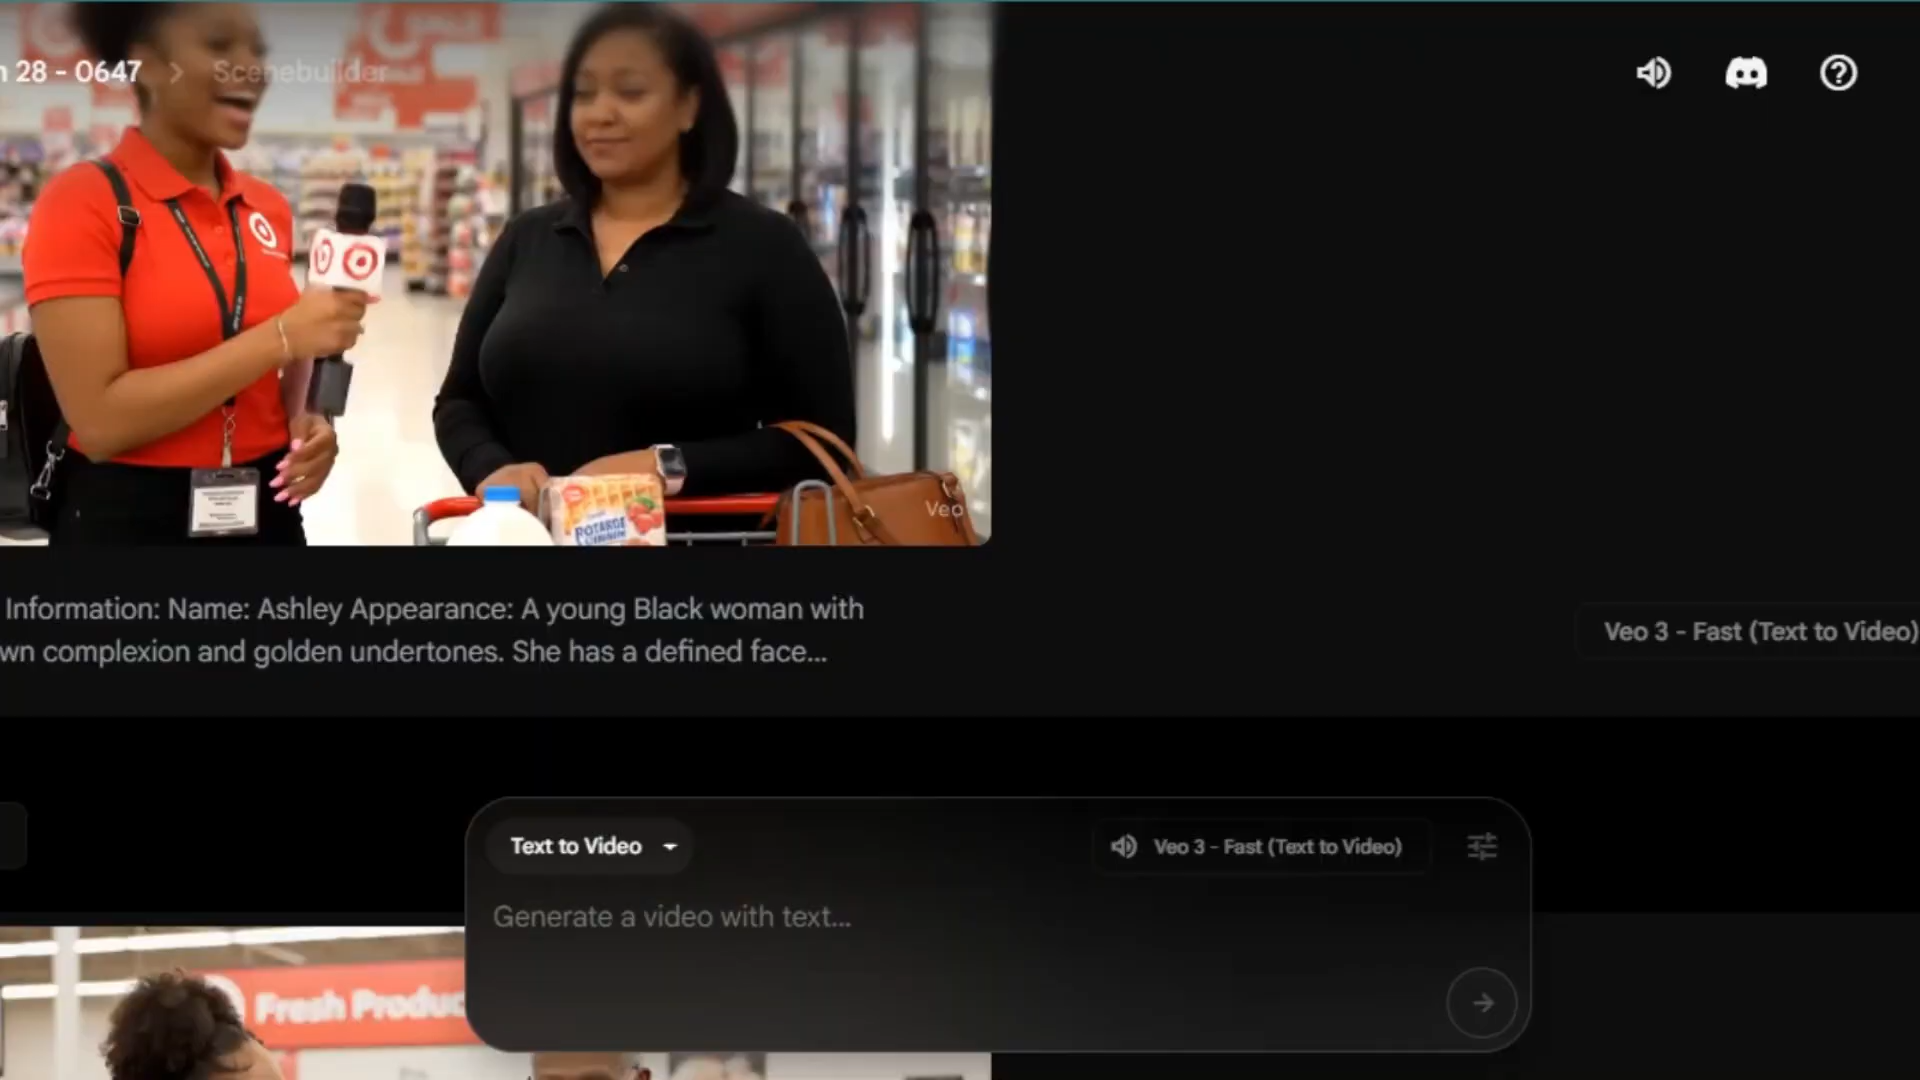 n 28 - 0647 > Scenebuilder
ROTARGE
Veo
Information: Name: Ashley Appearance: A young Black woman with
wn complexion and golden undertones. She has a defined face...
Veo 3 - Fast (Text to Video)
Text to Video
Veo 3 - Fast (Text to Video)
Generate a video with text...
Fresh Produc